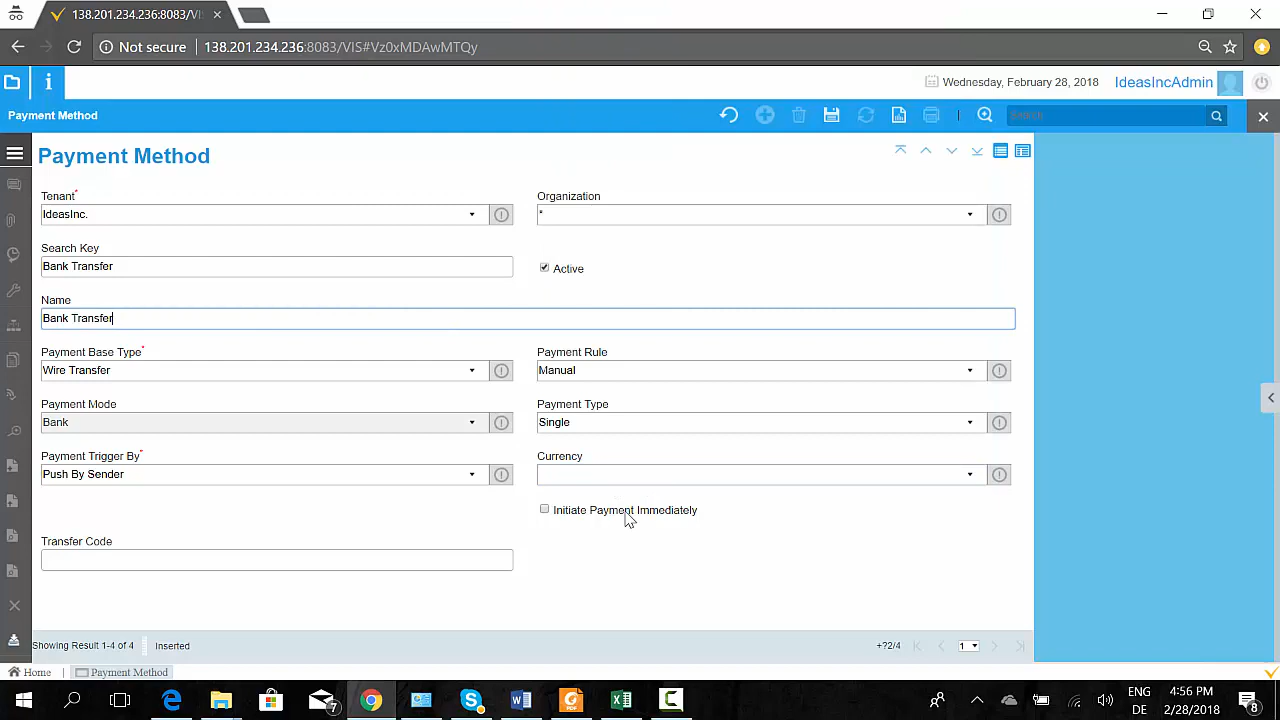 138.201.234.236:8083/VIS
Not secure 138.201.234.236:8083/VIS#Vz0xMDAwMTQy
Wednesday, February 28, 2018 IdeasIncAdmin
Payment Method
Search
Payment Method
Tenant* Organization
IdeasInc. *
Search Key
Bank Transfer Active
Name
Bank Transfer
Payment Base Type* Payment Rule
Wire Transfer Manual
Payment Mode Payment Type
Bank Single
Payment Trigger By* Currency
Push By Sender
Initiate Payment Immediately
Transfer Code
Showing Result 1-4 of 4 Inserted +?2/4 1
Home Payment Method
7 ENG 4:56 PM
DE 2/28/2018 8